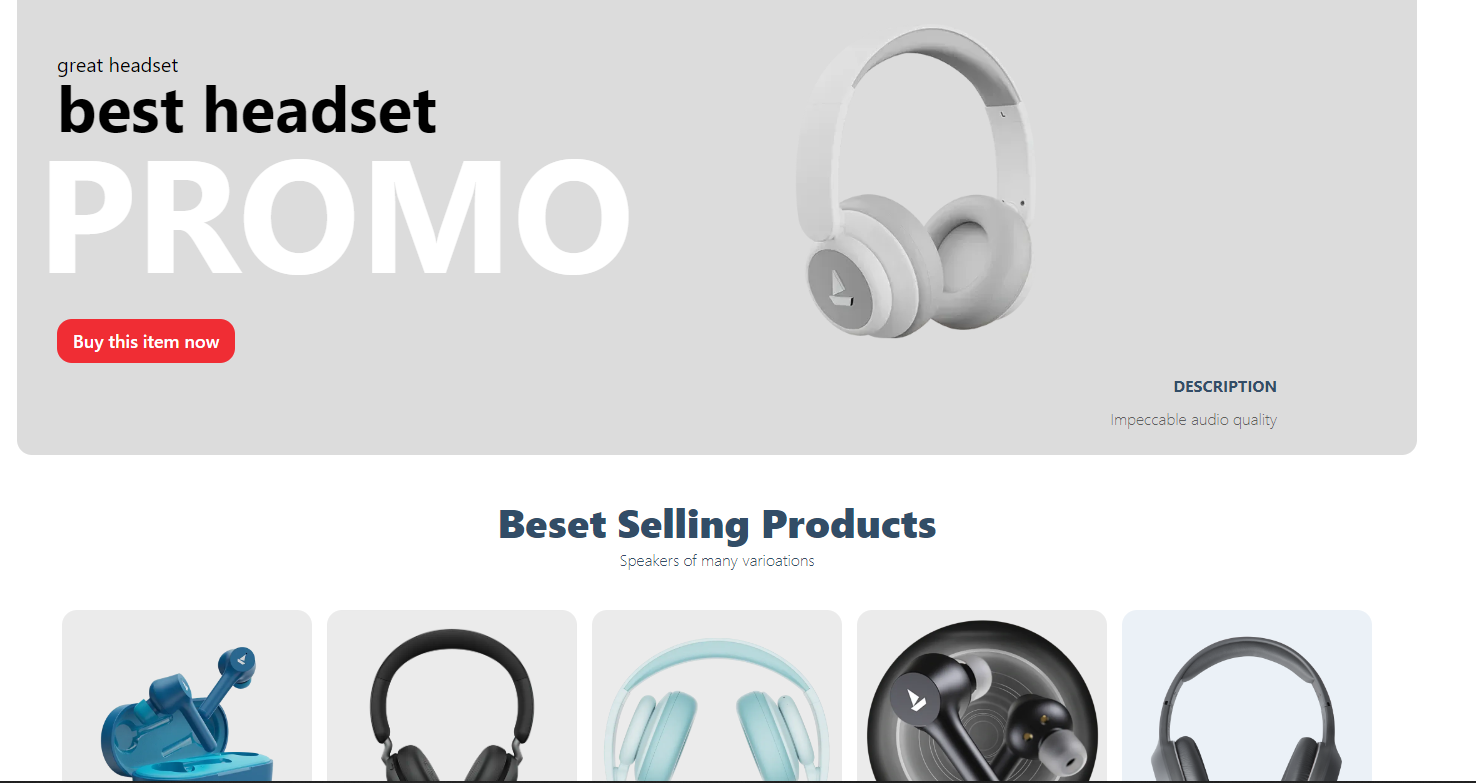 great headset
best headset
PROMO
Buy this item now
DESCRIPTION
Impeccable audio quality
Beset Selling Products
Speakers of many varioations